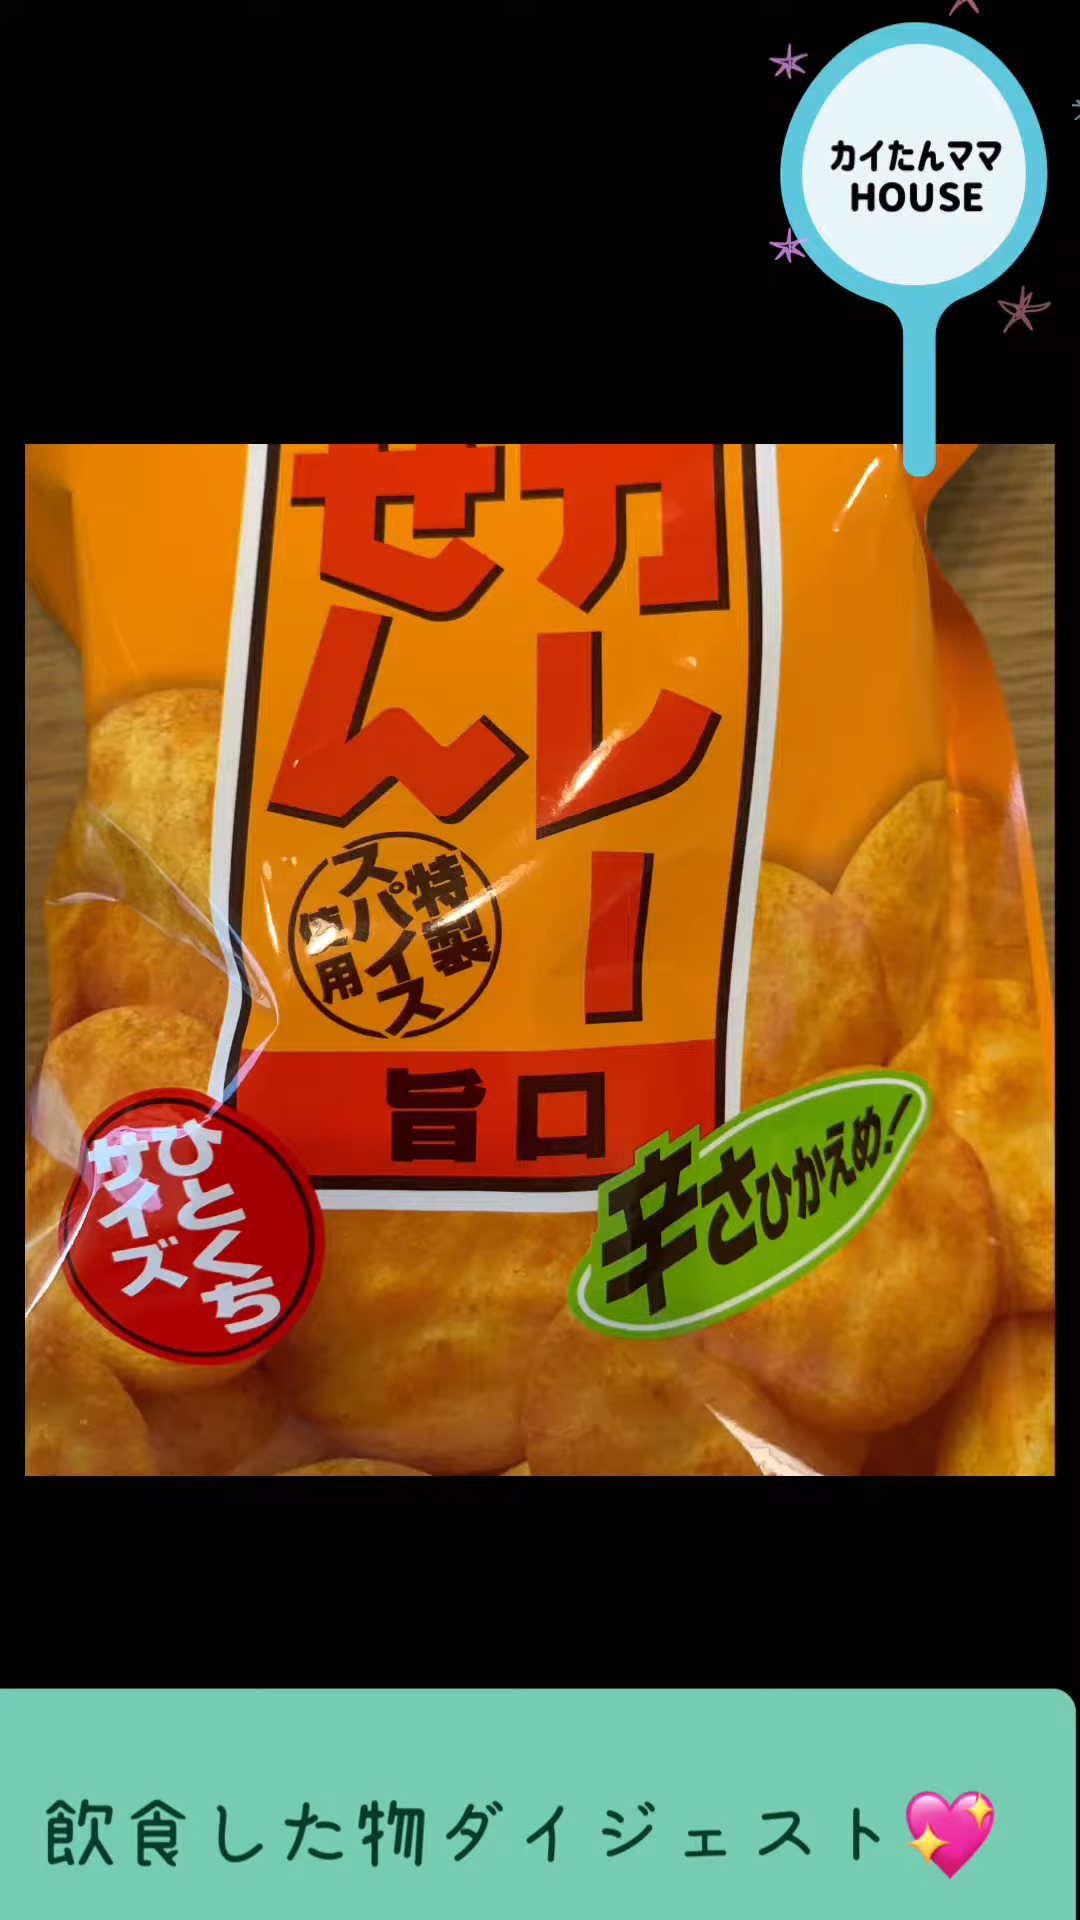 カイたんママ
HOUSE
カレー
せん
特製
スパイス
使用
旨口
ひとくち
サイズ
辛さひかえめ!
飲食した物ダイジェスト💖